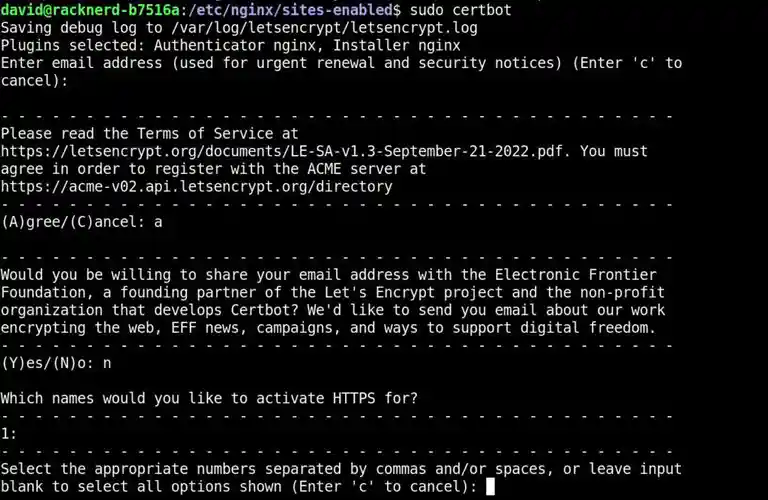 david@racknerd-b7516a:/etc/nginx/sites-enabled$ sudo certbot
Saving debug log to /var/log/letsencrypt/letsencrypt.log
Plugins selected: Authenticator nginx, Installer nginx
Enter email address (used for urgent renewal and security notices) (Enter 'c' to
cancel):
- - - - - - - - - - - - - - - - - - - - - - - - - - - - - - - - - - - - - - - -
Please read the Terms of Service at
https://letsencrypt.org/documents/LE-SA-v1.3-September-21-2022.pdf. You must
agree in order to register with the ACME server at
https://acme-v02.api.letsencrypt.org/directory
- - - - - - - - - - - - - - - - - - - - - - - - - - - - - - - - - - - - - - - -
(A)gree/(C)ancel: a
- - - - - - - - - - - - - - - - - - - - - - - - - - - - - - - - - - - - - - - -
Would you be willing to share your email address with the Electronic Frontier
Foundation, a founding partner of the Let's Encrypt project and the non-profit
organization that develops Certbot? We'd like to send you email about our work
encrypting the web, EFF news, campaigns, and ways to support digital freedom.
- - - - - - - - - - - - - - - - - - - - - - - - - - - - - - - - - - - - - - - -
(Y)es/(N)o: n
Which names would you like to activate HTTPS for?
- - - - - - - - - - - - - - - - - - - - - - - - - - - - - - - - - - - - - - - -
1:
- - - - - - - - - - - - - - - - - - - - - - - - - - - - - - - - - - - - - - - -
Select the appropriate numbers separated by commas and/or spaces, or leave input
blank to select all options shown (Enter 'c' to cancel):